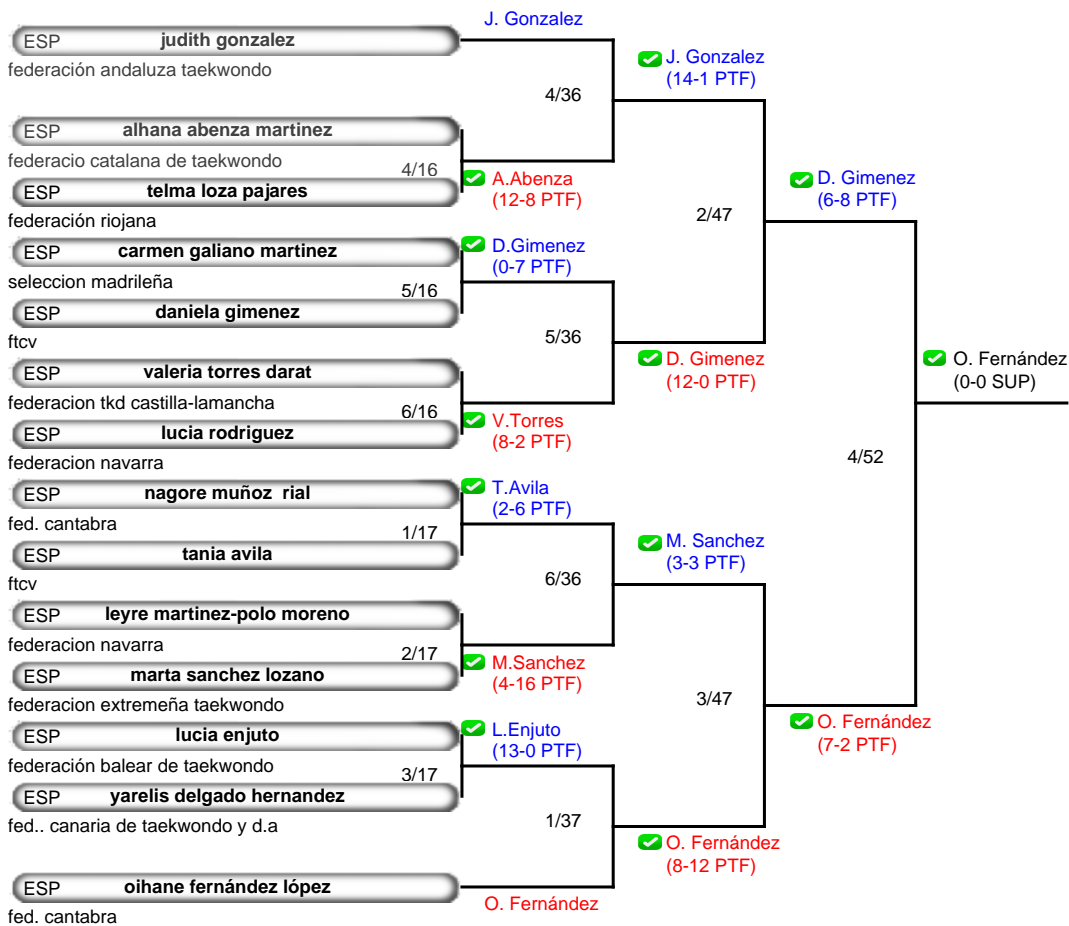 J. Gonzalez
ESP judith gonzalez
federación andaluza taekwondo
J. Gonzalez
(14-1 PTF)
4/36
ESP alhana abenza martinez
federacio catalana de taekwondo
4/16
A.Abenza
(12-8 PTF)
ESP telma loza pajares
federación riojana
D. Gimenez
(6-8 PTF)
2/47
ESP carmen galiano martinez
seleccion madrileña
D.Gimenez
(0-7 PTF)
5/16
ESP daniela gimenez
ftcv
5/36
D. Gimenez
(12-0 PTF)
O. Fernández
(0-0 SUP)
ESP valeria torres darat
federacion tkd castilla-lamancha
6/16
V.Torres
(8-2 PTF)
ESP lucia rodriguez
federacion navarra
4/52
ESP nagore muñoz rial
fed. cantabra
T.Avila
(2-6 PTF)
1/17
ESP tania avila
ftcv
M. Sanchez
(3-3 PTF)
6/36
ESP leyre martinez-polo moreno
federacion navarra
2/17
M.Sanchez
(4-16 PTF)
ESP marta sanchez lozano
federacion extremeña taekwondo
3/47
O. Fernández
(7-2 PTF)
ESP lucia enjuto
federación balear de taekwondo
L.Enjuto
(13-0 PTF)
3/17
ESP yarelis delgado hernandez
fed.. canaria de taekwondo y d.a
1/37
O. Fernández
(8-12 PTF)
ESP oihane fernández lópez
fed. cantabra
O. Fernández